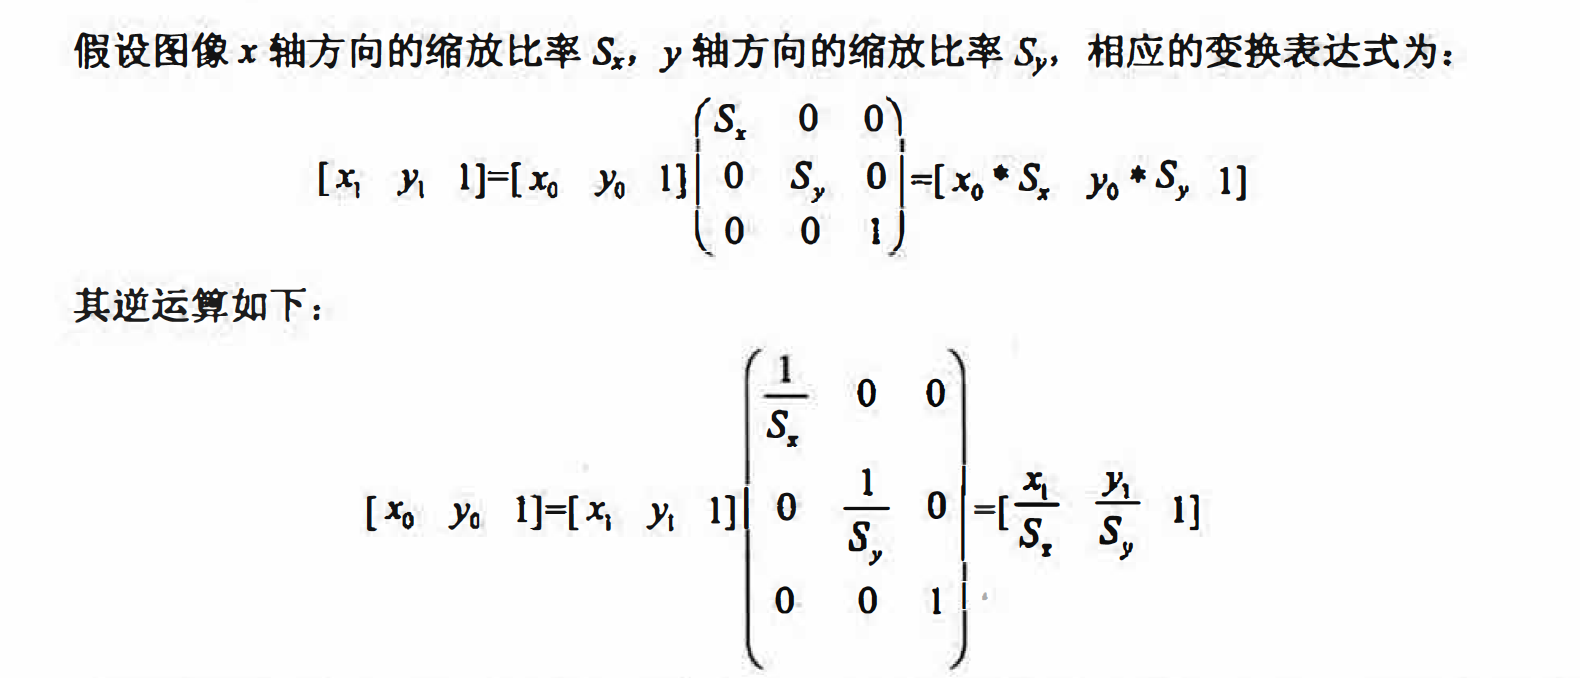 假设图像 x 轴方向的缩放比率 Sₓ，y 轴方向的缩放比率 S_y，相应的变换表达式为：
$[x_1 \quad y_1 \quad 1]=[x_0 \quad y_0 \quad 1]\begin{pmatrix} S_x & 0 & 0 \\ 0 & S_y & 0 \\ 0 & 0 & 1 \end{pmatrix}=[x_0 * S_x \quad y_0 * S_y \quad 1]$
其逆运算如下：
$[x_0 \quad y_0 \quad 1]=[x_1 \quad y_1 \quad 1]\begin{pmatrix} \frac{1}{S_x} & 0 & 0 \\ 0 & \frac{1}{S_y} & 0 \\ 0 & 0 & 1 \end{pmatrix}=[\frac{x_1}{S_x} \quad \frac{y_1}{S_y} \quad 1]$